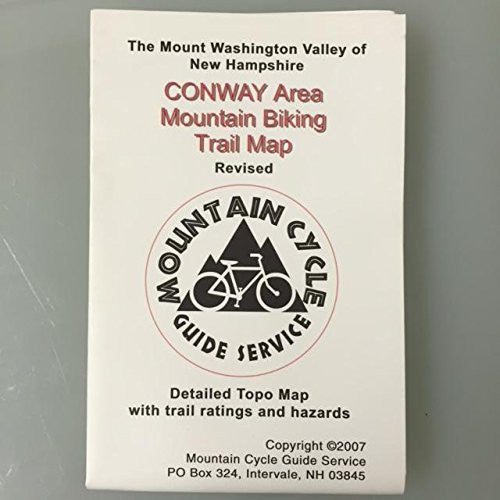 The Mount Washington Valley of
New Hampshire
CONWAY Area
Mountain Biking
Trail Map
Revised
MOUNTAIN CYCLE
GUIDE SERVICE
Detailed Topo Map
with trail ratings and hazards
Copyright ©2007
Mountain Cycle Guide Service
PO Box 324, Intervale, NH 03845